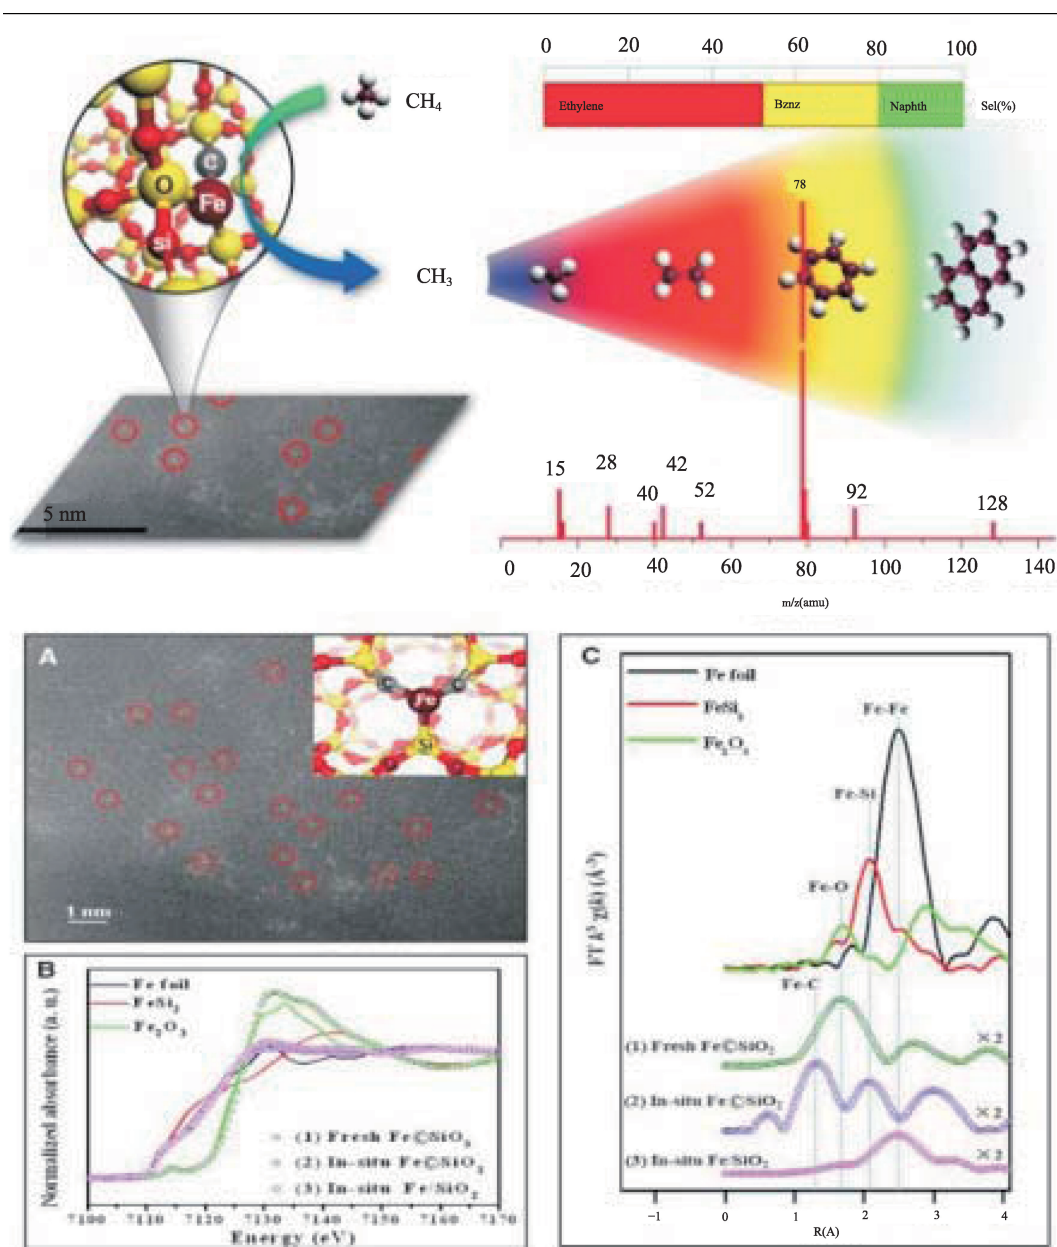 0 20 40 60 80 100
Ethylene Bznz Naphth Sel(%)
CH4
C
O
Fe
Si
CH3
78
5 nm
15 28 40 42 52 92 128
0 20 40 60 80 100 120 140
m/z(amu)
A
C Fe C
Si
1 nm
B
Fe foil
FeSi2
Fe2O3
Normalized absorbance (a. u.)
(1) Fresh Fe©SiO2
(2) In-situ Fe©SiO2
(3) In-situ Fe/SiO2
7100 7110 7120 7130 7140 7150 7160 7170
Energy (eV)
C
Fe foil
FeSi2
Fe2O3
Fe-Fe
Fe-Si
Fe-O
Fe-C
FT k3 χ(k) (Å-3)
(1) Fresh Fe©SiO2 ×2
(2) In-situ Fe©SiO2 ×2
(3) In-situ Fe/SiO2 ×2
-1 0 1 2 3 4
R(A)